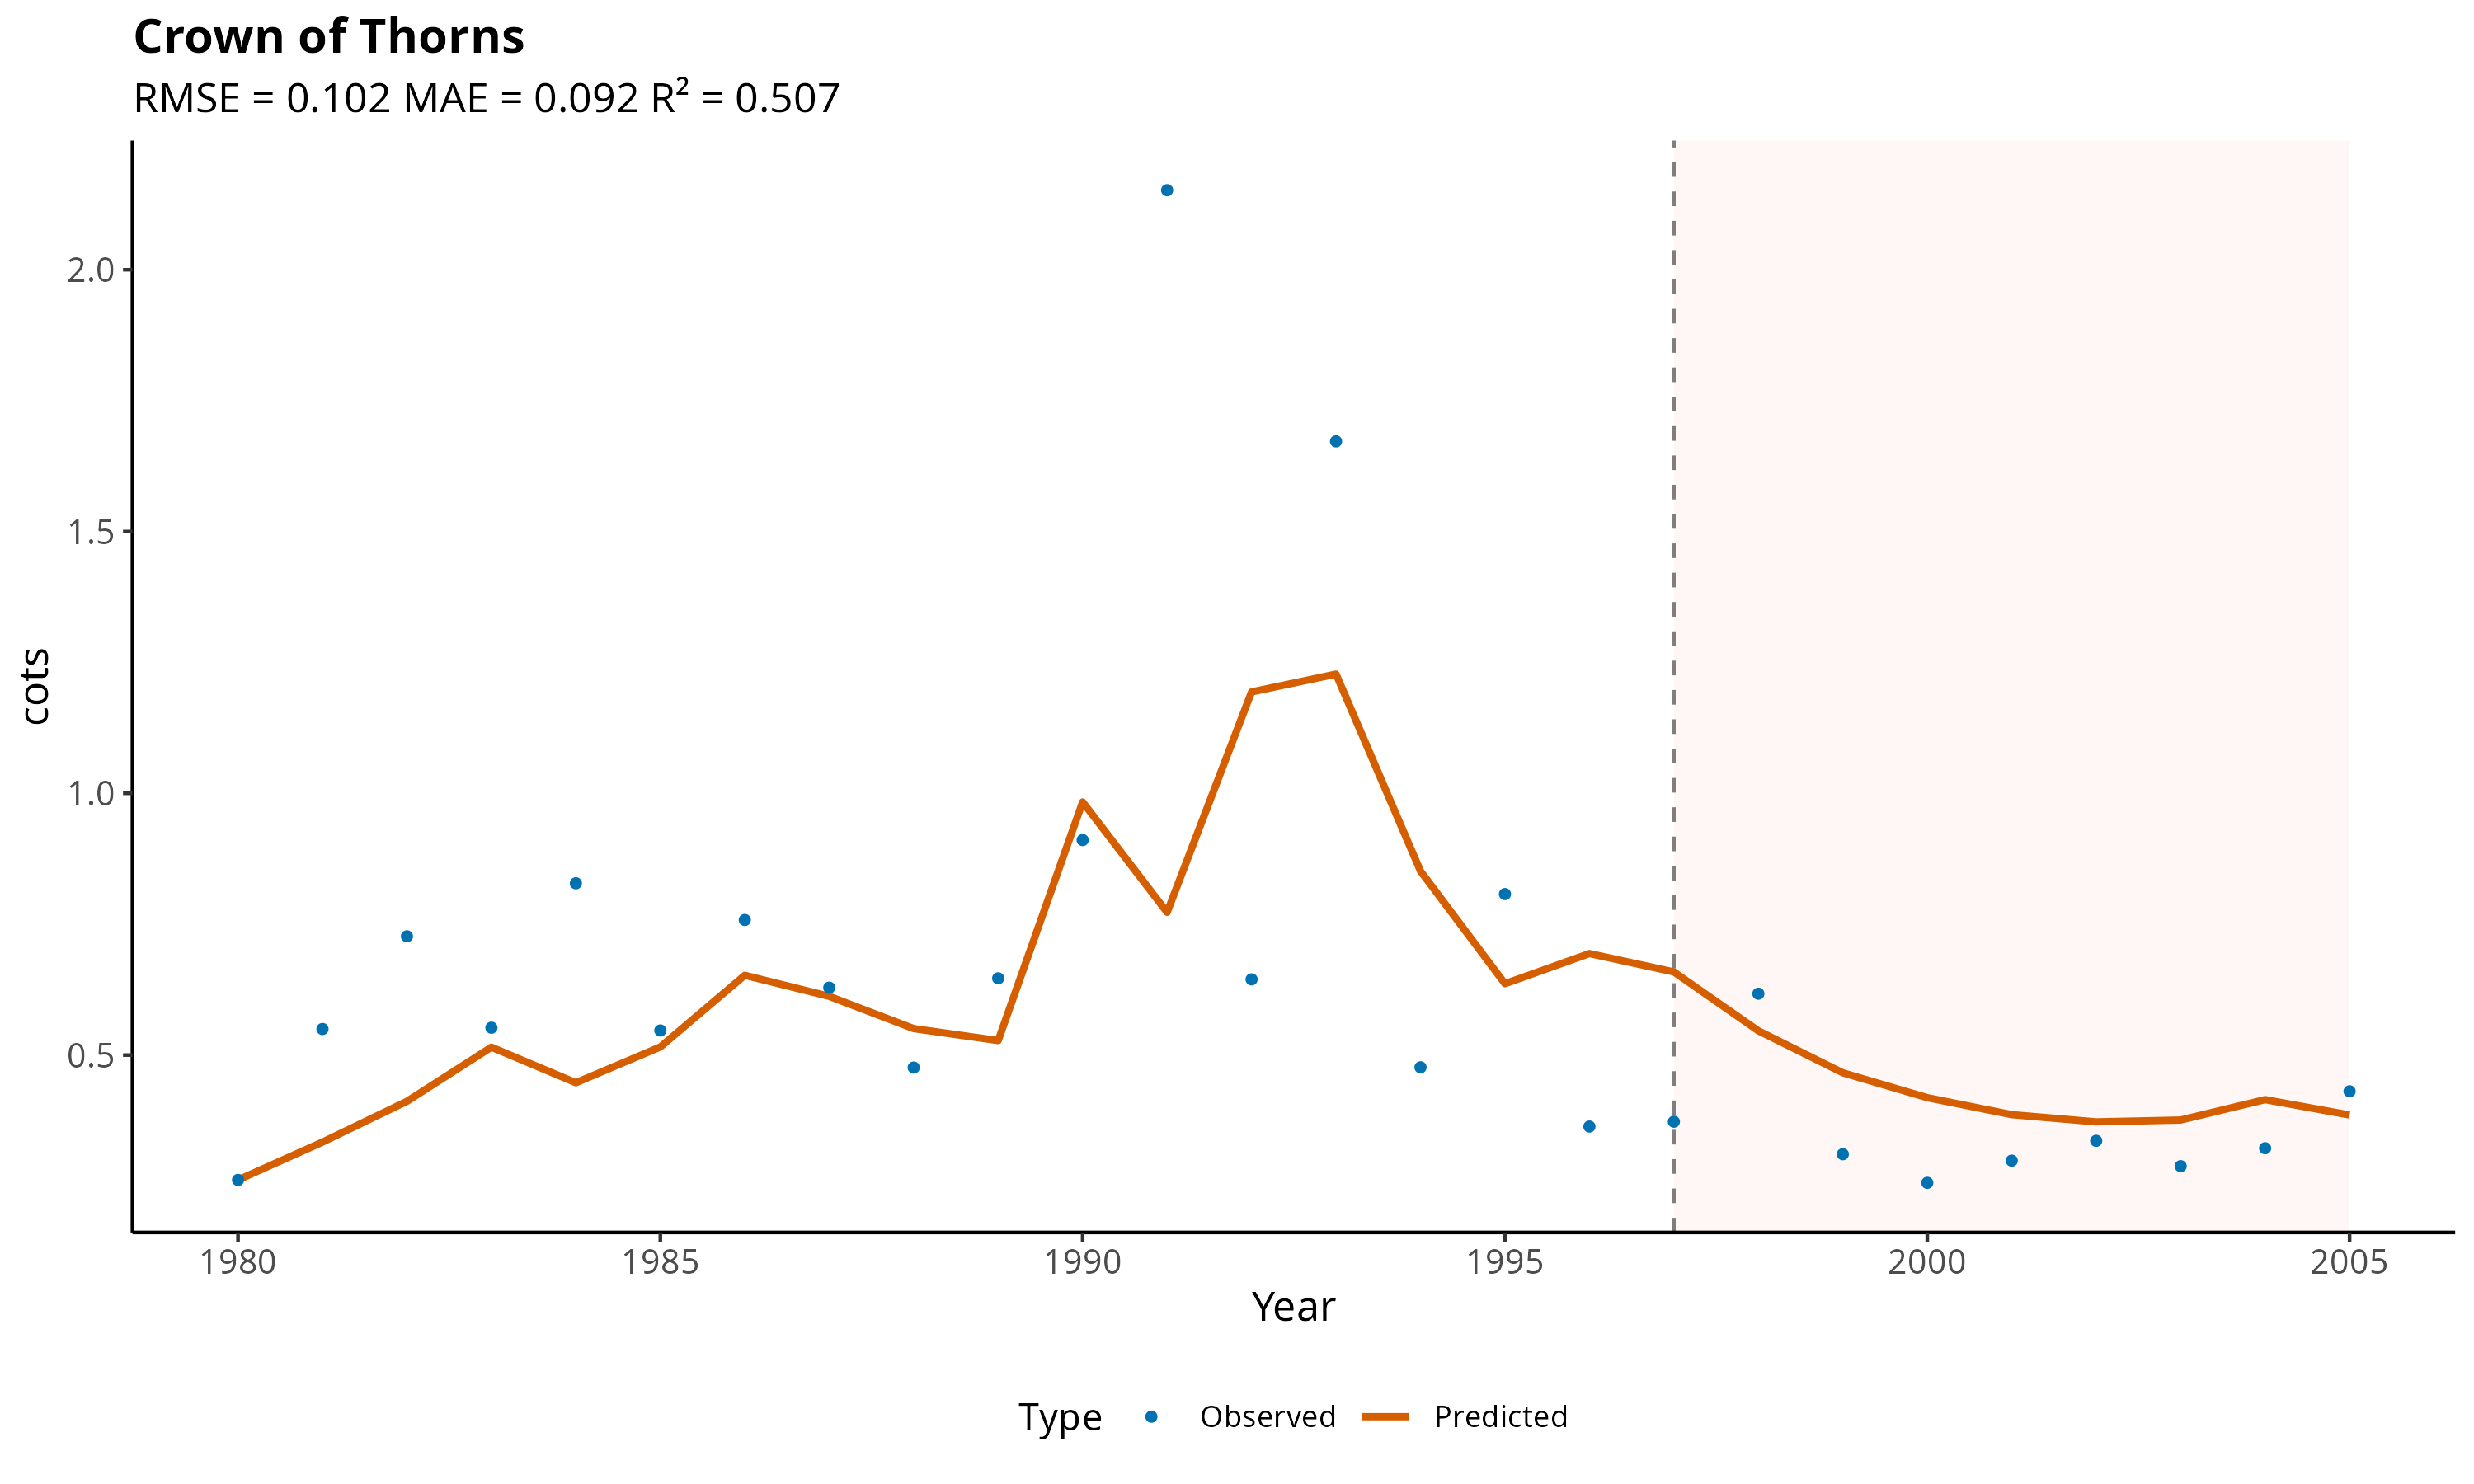 Crown of Thorns
RMSE = 0.102 MAE = 0.092 R² = 0.507
cots
2.0
1.5
1.0
0.5
1980 1985 1990 1995 2000 2005
Year
Type Observed Predicted